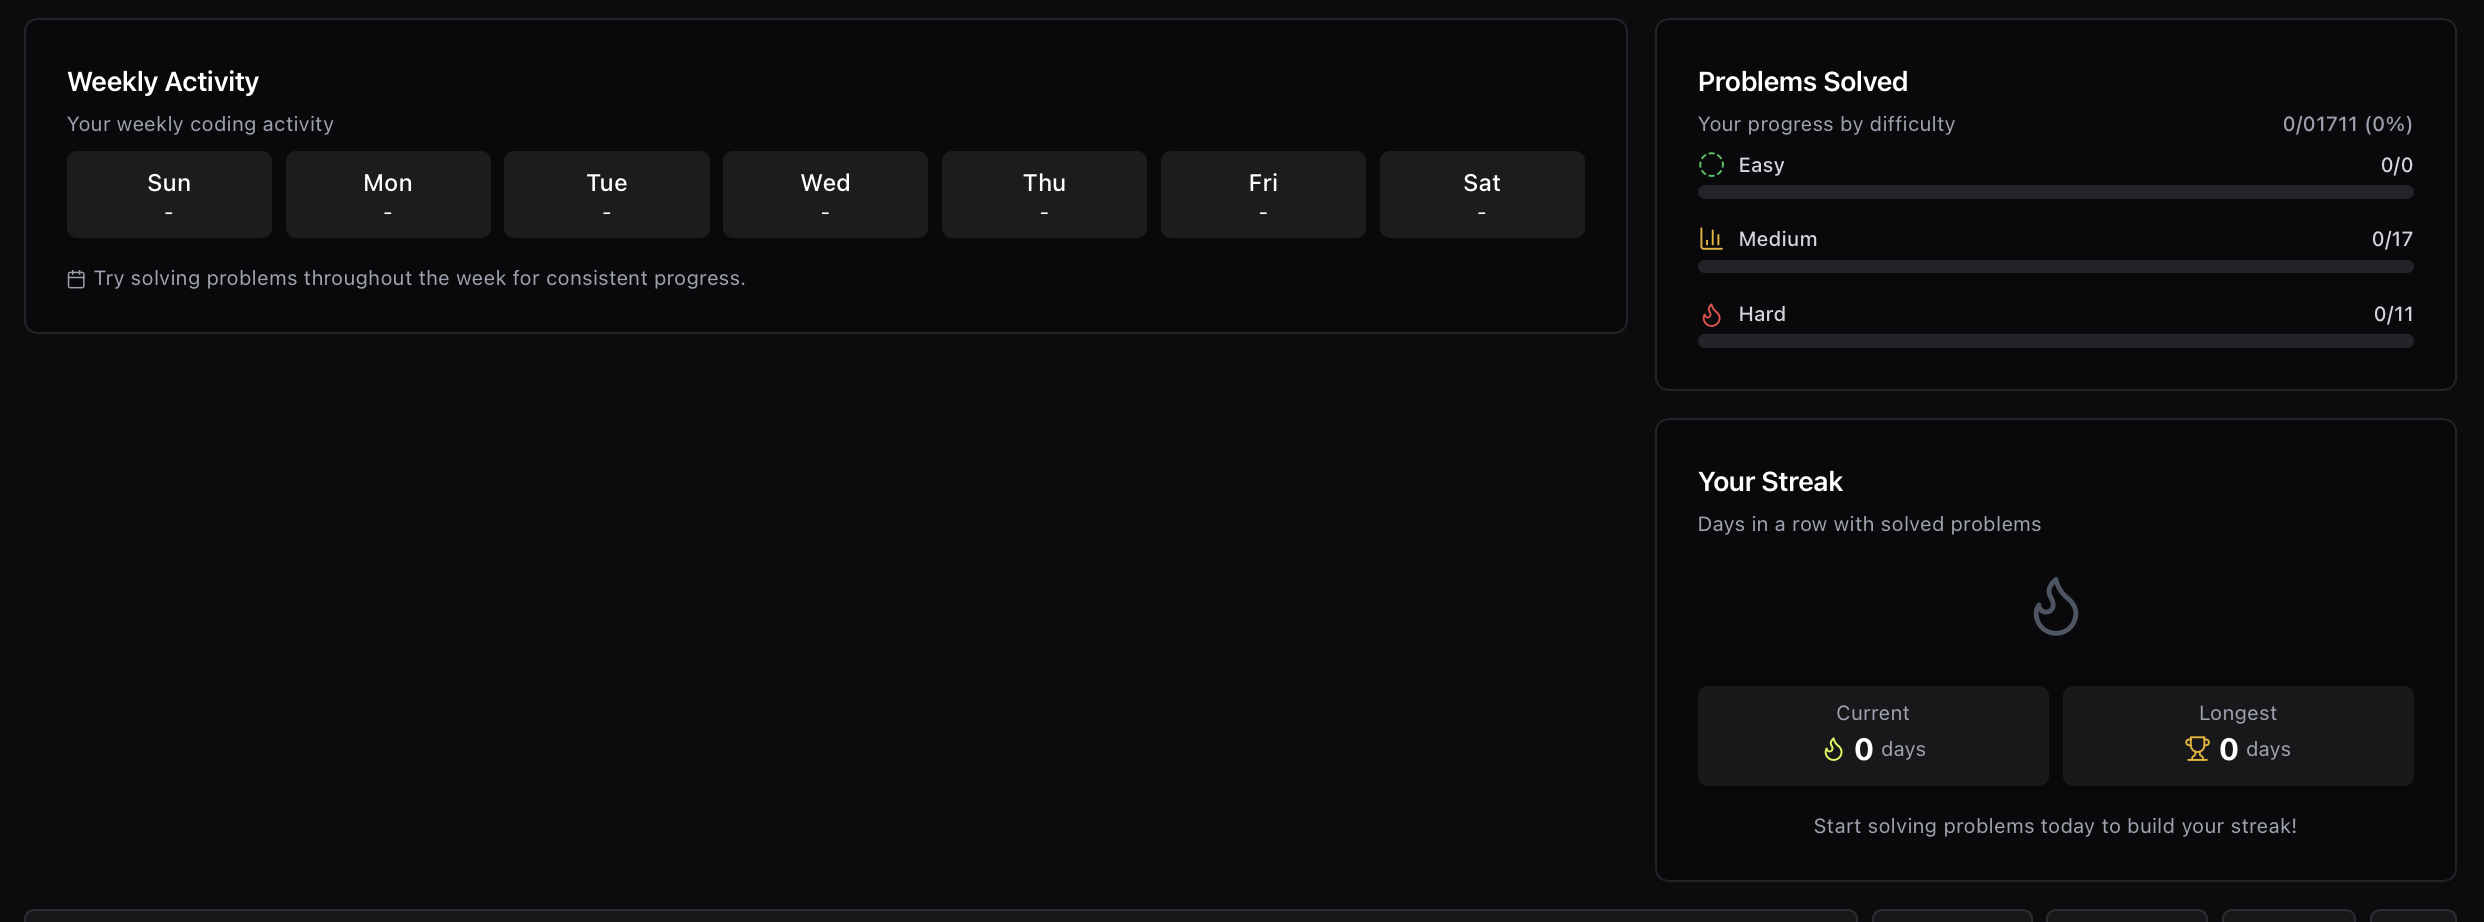 Weekly Activity
Your weekly coding activity
Sun Mon Tue Wed Thu Fri Sat
- - - - - - -
Try solving problems throughout the week for consistent progress.
Problems Solved
Your progress by difficulty 0/01711 (0%)
Easy 0/0
Medium 0/17
Hard 0/11
Your Streak
Days in a row with solved problems
Current Longest
0 days 0 days
Start solving problems today to build your streak!